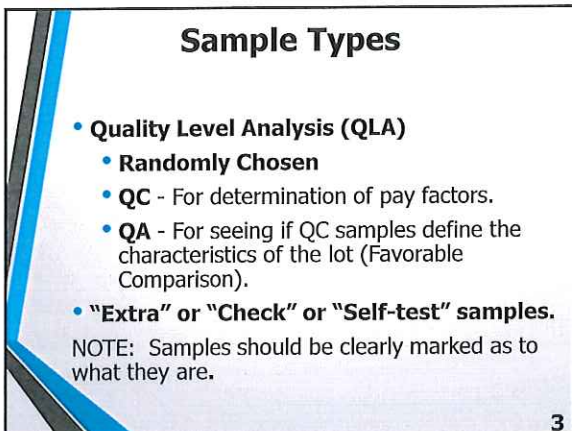 Sample Types
• Quality Level Analysis (QLA)
• Randomly Chosen
• QC - For determination of pay factors.
• QA - For seeing if QC samples define the
characteristics of the lot (Favorable
Comparison).
• "Extra" or "Check" or "Self-test" samples.
NOTE: Samples should be clearly marked as to
what they are.
3